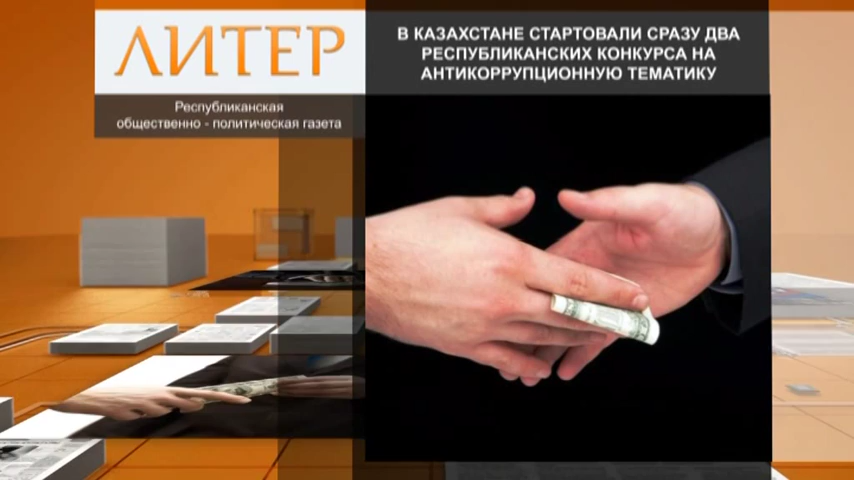 ЛИТЕР
Республиканская
общественно - политическая газета
В КАЗАХСТАНЕ СТАРТОВАЛИ СРАЗУ ДВА
РЕСПУБЛИКАНСКИХ КОНКУРСА НА
АНТИКОРРУПЦИОННУЮ ТЕМАТИКУ